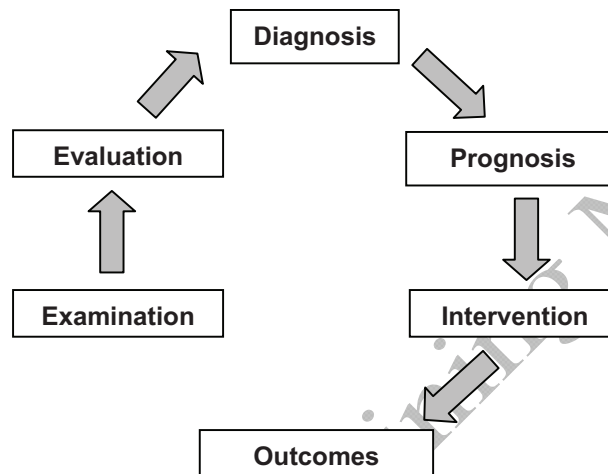 Diagnosis
Evaluation
Prognosis
Examination
Intervention
Outcomes